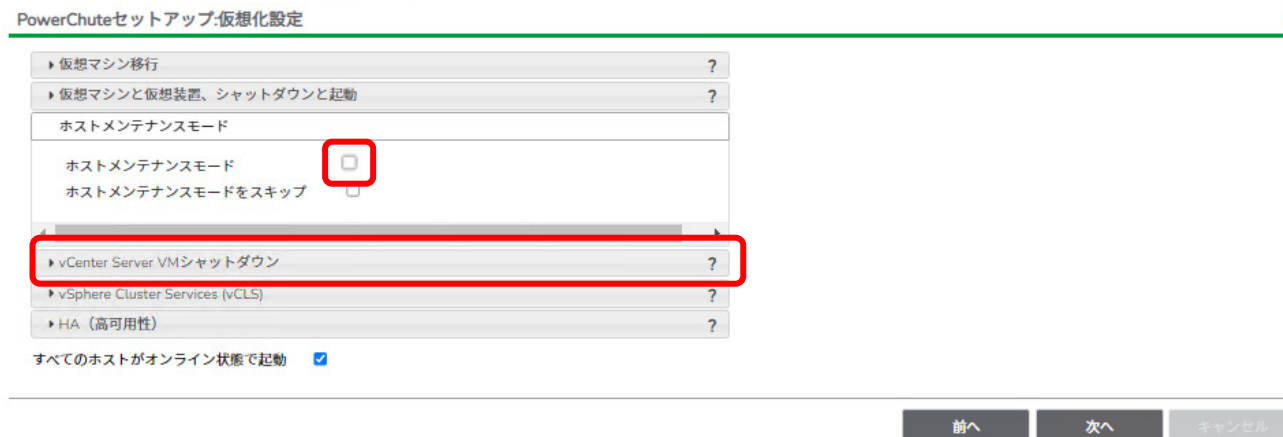 PowerChuteセットアップ:仮想化設定
仮想マシン移行 ?
仮想マシンと仮想装置、シャットダウンと起動 ?
ホストメンテナンスモード
ホストメンテナンスモード
ホストメンテナンスモードをスキップ
vCenter Server VMシャットダウン ?
vSphere Cluster Services (vCLS) ?
HA（高可用性） ?
すべてのホストがオンライン状態で起動
前へ 次へ キャンセル